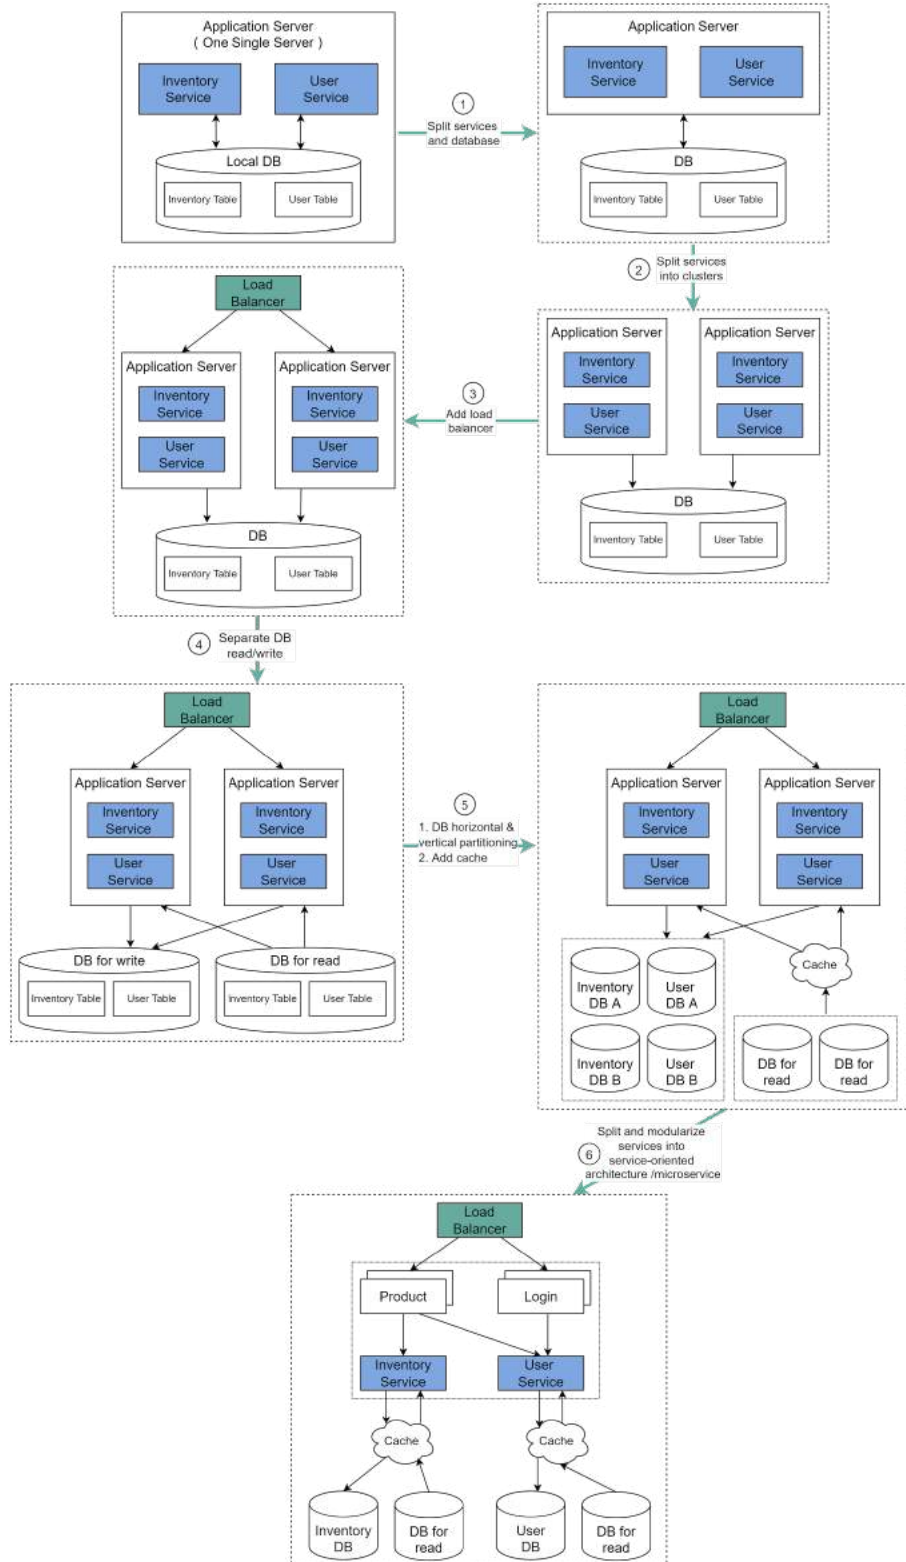 Application Server
( One Single Server )
Inventory
Service
User
Service
Local DB
Inventory Table
User Table
1
Split services
and database
Application Server
Inventory
Service
User
Service
DB
Inventory Table
User Table
2
Split services
into clusters
Application Server
Inventory
Service
User
Service
Application Server
Inventory
Service
User
Service
DB
Inventory Table
User Table
3
Add load
balancer
Load
Balancer
Application Server
Inventory
Service
User
Service
Application Server
Inventory
Service
User
Service
DB
Inventory Table
User Table
4
Separate DB
read/write
Load
Balancer
Application Server
Inventory
Service
User
Service
Application Server
Inventory
Service
User
Service
DB for write
Inventory Table
User Table
DB for read
Inventory Table
User Table
5
1. DB horizontal &
vertical partitioning
2. Add cache
Load
Balancer
Application Server
Inventory
Service
User
Service
Application Server
Inventory
Service
User
Service
Cache
Inventory
DB A
User
DB A
Inventory
DB B
User
DB B
DB for
read
DB for
read
6
Split and modularize
services into
service-oriented
architecture /microservice
Load
Balancer
Product
Login
Inventory
Service
User
Service
Cache
Cache
Inventory
DB
DB for
read
User
DB
DB for
read